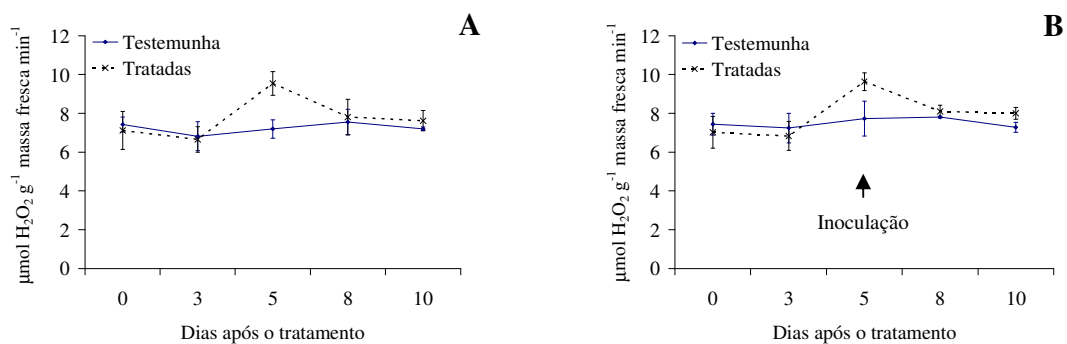 A
12
10
8
6
4
2
0
Testemunha
Tratadas
µmol H₂O₂ g⁻¹ massa fresca min⁻¹
0 3 5 8 10
Dias após o tratamento
B
12
10
8
6
4
2
0
Testemunha
Tratadas
Inoculação
µmol H₂O₂ g⁻¹ massa fresca min⁻¹
0 3 5 8 10
Dias após o tratamento